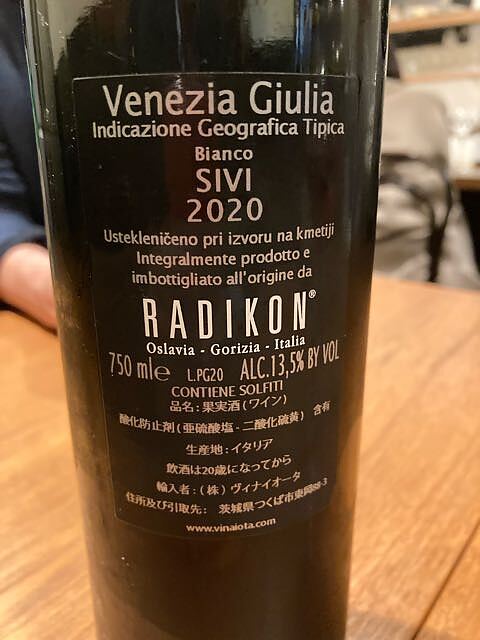 Venezia Giulia
Indicazione Geografica Tipica
Bianco
SIVI
2020
Ustekleničeno pri izvoru na kmetiji
Integralmente prodotto e
imbottigliato all'origine da
RADIKON®
Oslavia - Gorizia - Italia
750 ml℮ L.PG20 ALC.13,5% BY VOL
CONTIENE SOLFITI
品名：果実酒（ワイン）
酸化防止剤（亜硫酸塩・二酸化硫黄） 含有
生産地：イタリア
飲酒は20歳になってから
輸入者：（株）ヴィナイオータ
住所及び引取先： 茨城県つくば市東岡88-3
www.vinaiota.com